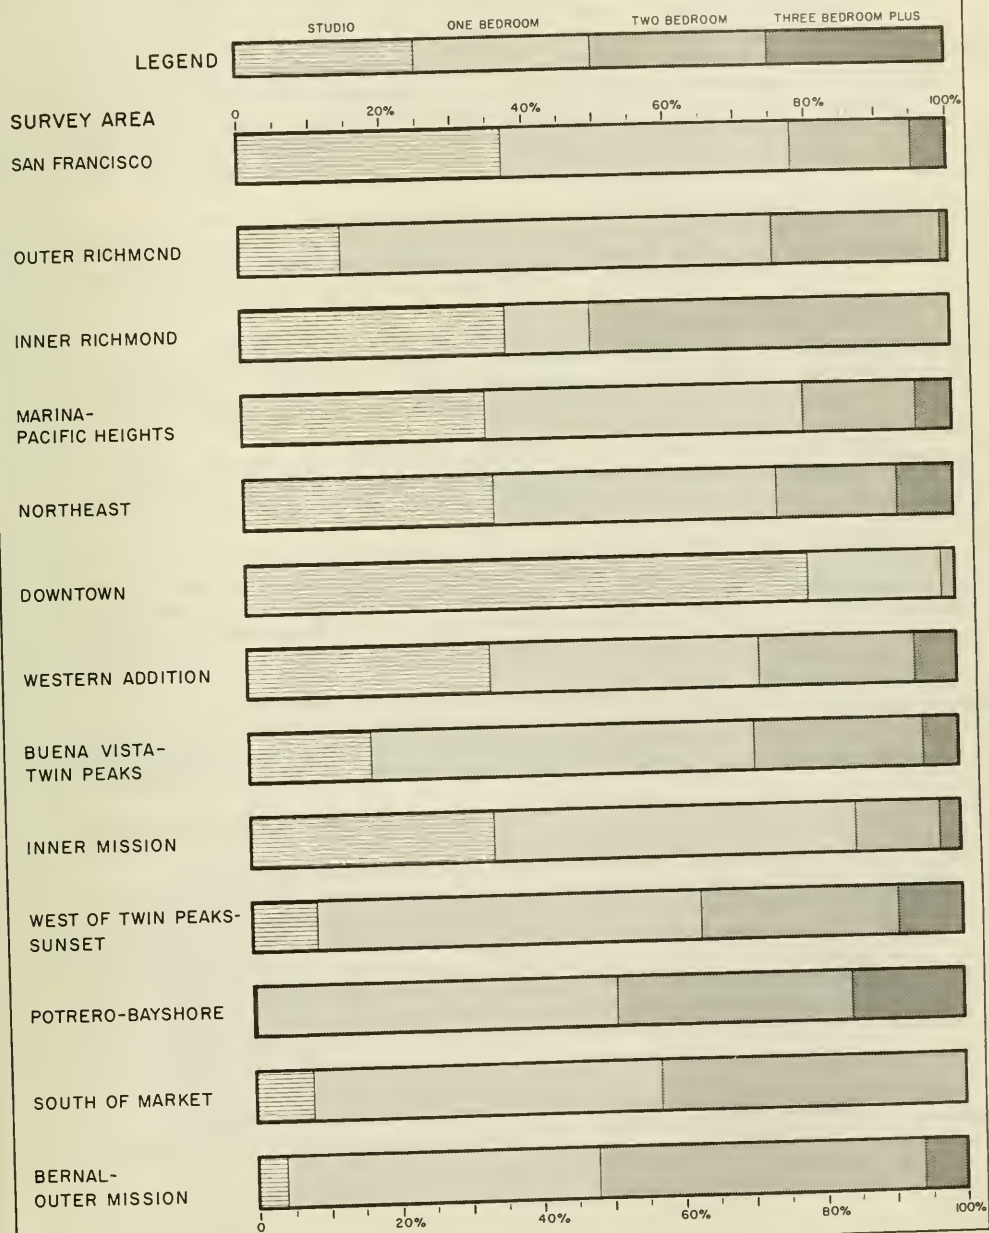 STUDIO ONE BEDROOM TWO BEDROOM THREE BEDROOM PLUS
LEGEND
SURVEY AREA 0 20% 40% 60% 80% 100%
SAN FRANCISCO
OUTER RICHMOND
INNER RICHMOND
MARINA-
PACIFIC HEIGHTS
NORTHEAST
DOWNTOWN
WESTERN ADDITION
BUENA VISTA-
TWIN PEAKS
INNER MISSION
WEST OF TWIN PEAKS-
SUNSET
POTRERO-BAYSHORE
SOUTH OF MARKET
BERNAL-
OUTER MISSION
0 20% 40% 60% 80% 100%